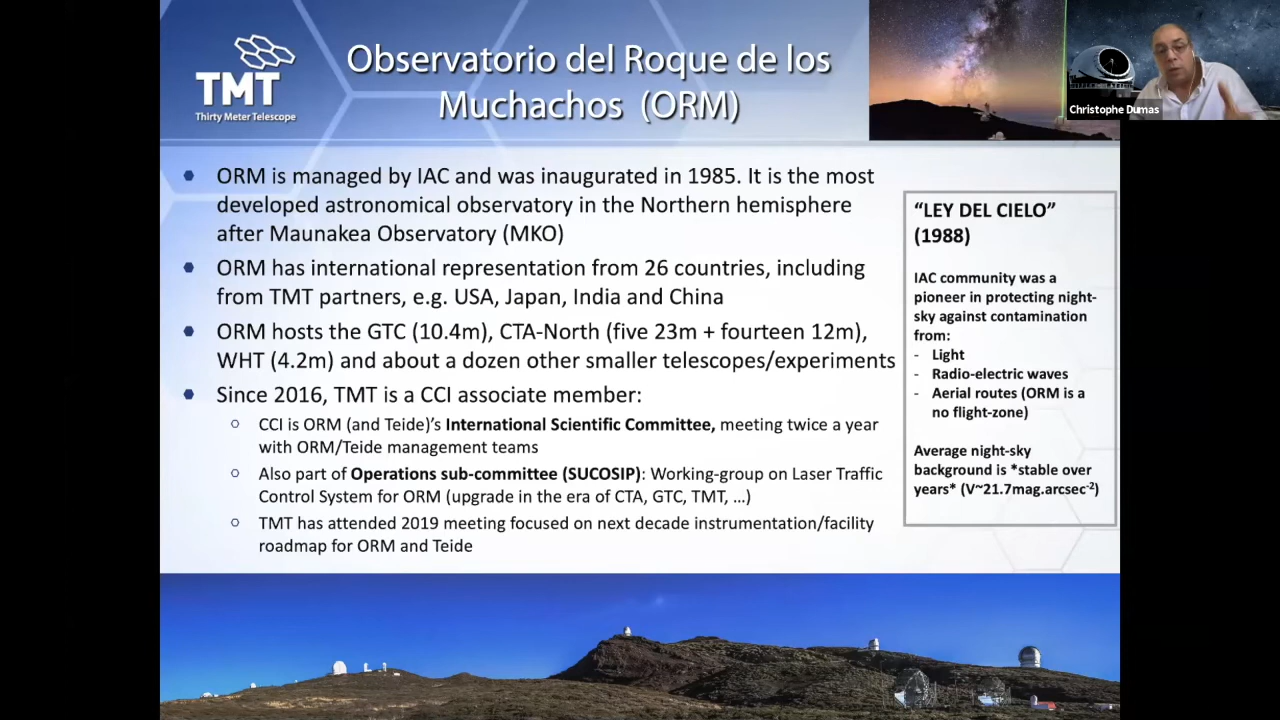 TMT
Thirty Meter Telescope
Observatorio del Roque de los
Muchachos (ORM)
Christophe Dumas
ORM is managed by IAC and was inaugurated in 1985. It is the most
developed astronomical observatory in the Northern hemisphere
after Maunakea Observatory (MKO)
ORM has international representation from 26 countries, including
from TMT partners, e.g. USA, Japan, India and China
ORM hosts the GTC (10.4m), CTA-North (five 23m + fourteen 12m),
WHT (4.2m) and about a dozen other smaller telescopes/experiments
Since 2016, TMT is a CCI associate member:
CCI is ORM (and Teide)’s International Scientific Committee, meeting twice a year
with ORM/Teide management teams
Also part of Operations sub-committee (SUCOSIP): Working-group on Laser Traffic
Control System for ORM (upgrade in the era of CTA, GTC, TMT, …)
TMT has attended 2019 meeting focused on next decade instrumentation/facility
roadmap for ORM and Teide
“LEY DEL CIELO”
(1988)
IAC community was a
pioneer in protecting night-
sky against contamination
from:
- Light
- Radio-electric waves
- Aerial routes (ORM is a
no flight-zone)
Average night-sky
background is *stable over
years* (V~21.7mag.arcsec-2)